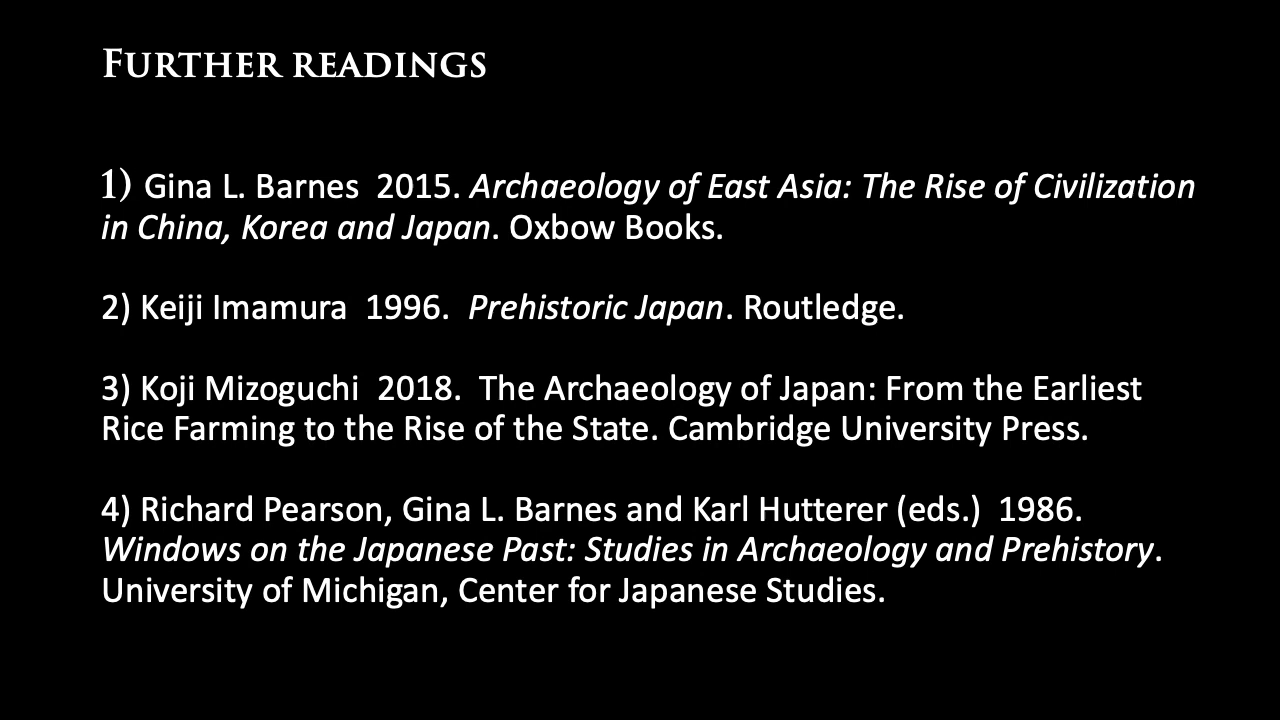 FURTHER READINGS
1) Gina L. Barnes  2015. Archaeology of East Asia: The Rise of Civilization
in China, Korea and Japan. Oxbow Books.
2) Keiji Imamura  1996.  Prehistoric Japan. Routledge.
3) Koji Mizoguchi  2018.  The Archaeology of Japan: From the Earliest
Rice Farming to the Rise of the State. Cambridge University Press.
4) Richard Pearson, Gina L. Barnes and Karl Hutterer (eds.)  1986.
Windows on the Japanese Past: Studies in Archaeology and Prehistory.
University of Michigan, Center for Japanese Studies.